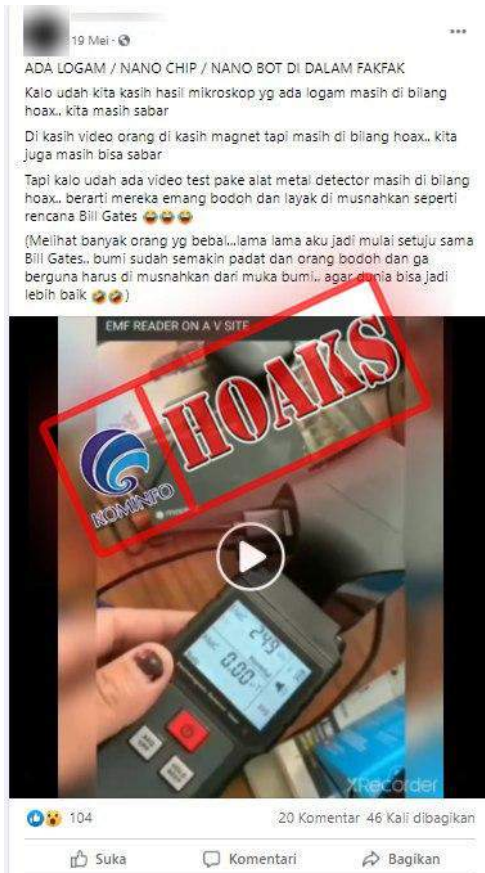 19 Mei ·
ADA LOGAM / NANO CHIP / NANO BOT DI DALAM FAKFAK
Kalo udah kita kasih hasil mikroskop yg ada logam masih di bilang
hoax.. kita masih sabar
Di kasih video orang di kasih magnet tapi masih di bilang hoax.. kita
juga masih bisa sabar
Tapi kalo udah ada video test pake alat metal detector masih di bilang
hoax.. berarti mereka emang bodoh dan layak di musnahkan seperti
rencana Bill Gates 😂😂😂
(Melihat banyak orang yg bebal...lama lama aku jadi mulai setuju sama
Bill Gates.. bumi sudah semakin padat dan orang bodoh dan ga
berguna harus di musnahkan dari muka bumi.. agar dunia bisa jadi
lebih baik 🤣🤣)
EMF READER ON A V SITE
HOAKS
KOMINFO
249
0.00
XRecorder
104
20 Komentar 46 Kali dibagikan
Suka
Komentari
Bagikan